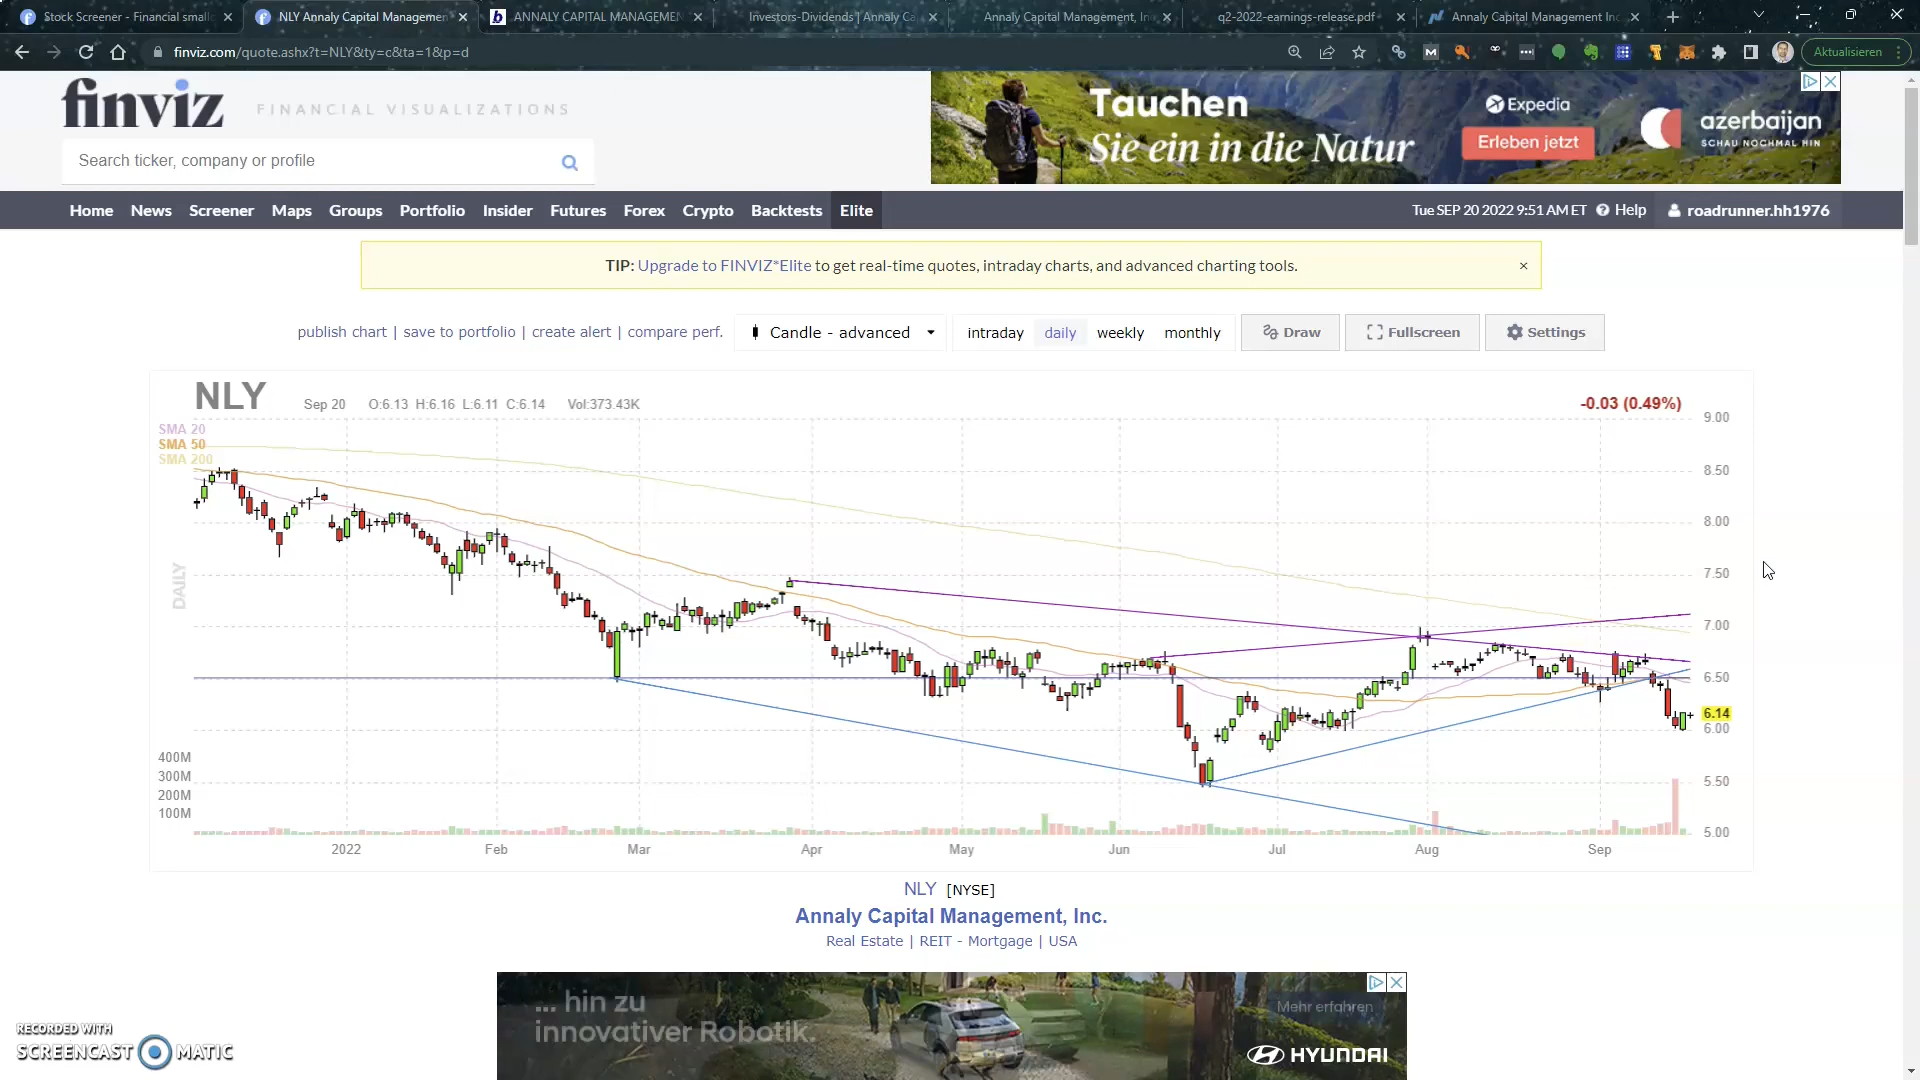 Stock Screener - Financial small
NLY Annaly Capital Management
ANNALY CAPITAL MANAGEMEN
Investors-Dividends | Annaly Ca
Annaly Capital Management, In
q2-2022-earnings-release.pdf
Annaly Capital Management Inc
finviz.com/quote.ashx?t=NLY&ty=c&ta=1&p=d
Aktualisieren
finviz FINANCIAL VISUALIZATIONS
Search ticker, company or profile
Tauchen
Sie ein in die Natur
Expedia
Erleben jetzt
azerbaijan
SCHAU NOCHMAL HIN
Home News Screener Maps Groups Portfolio Insider Futures Forex Crypto Backtests Elite
Tue SEP 20 2022 9:51 AM ET Help roadrunner.hh1976
TIP: Upgrade to FINVIZ*Elite to get real-time quotes, intraday charts, and advanced charting tools. ×
publish chart | save to portfolio | create alert | compare perf. Candle - advanced intraday daily weekly monthly Draw Fullscreen Settings
NLY Sep 20 O:6.13 H:6.16 L:6.11 C:6.14 Vol:373.43K -0.03 (0.49%)
SMA 20
SMA 50
SMA 200
DAILY
9.00
8.50
8.00
7.50
7.00
6.50
6.14
6.00
5.50
5.00
400M
300M
200M
100M
2022 Feb Mar Apr May Jun Jul Aug Sep
NLY [NYSE]
Annaly Capital Management, Inc.
Real Estate | REIT - Mortgage | USA
... hin zu
innovativer Robotik.
Mehr erfahren
HYUNDAI
RECORDED WITH
SCREENCAST MATIC